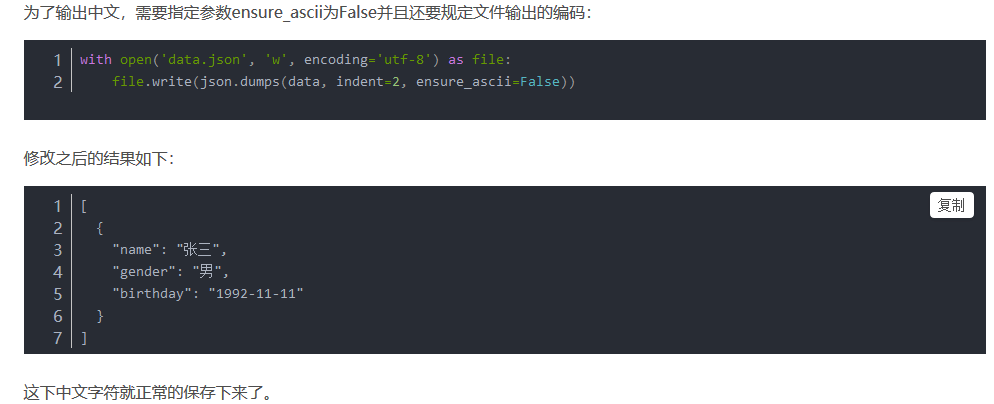 为了输出中文，需要指定参数ensure_ascii为False并且还要规定文件输出的编码：
1 with open('data.json', 'w', encoding='utf-8') as file:
2     file.write(json.dumps(data, indent=2, ensure_ascii=False))
修改之后的结果如下：
复制
1 [
2   {
3     "name": "张三",
4     "gender": "男",
5     "birthday": "1992-11-11"
6   }
7 ]
这下中文字符就正常的保存下来了。